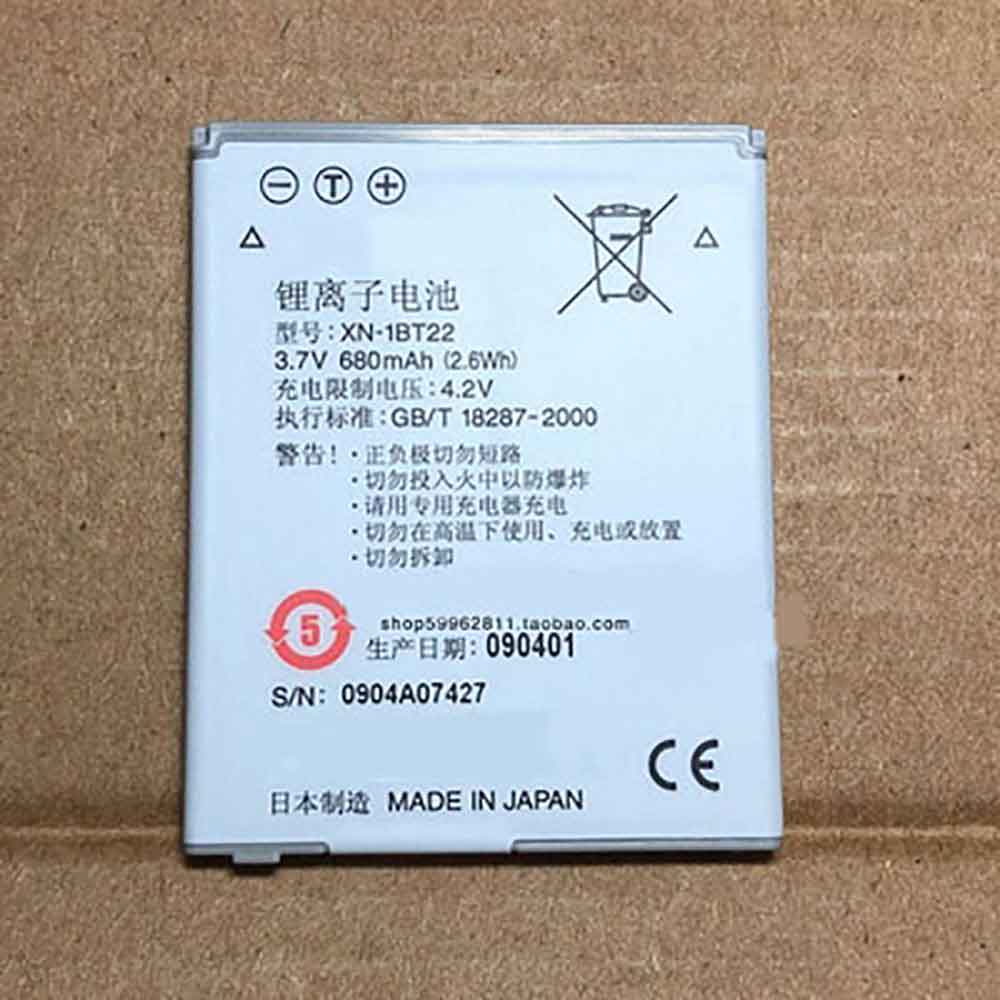 − T +
锂离子电池
型号:XN-1BT22
3.7V 680mAh (2.6Wh)
充电限制电压:4.2V
执行标准:GB/T 18287-2000
警告!·正负极切勿短路
·切勿投入火中以防爆炸
·请用专用充电器充电
·切勿在高温下使用、充电或放置
·切勿拆卸
5
shop59962811.taobao.com
生产日期:090401
S/N: 0904A07427
CE
日本制造 MADE IN JAPAN